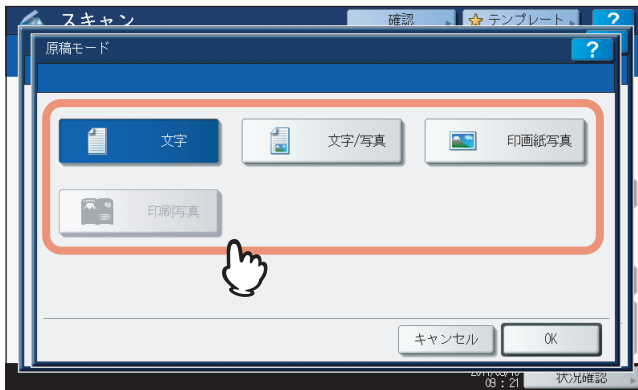 スキャン
確認
テンプレート
?
原稿モード
?
文字
文字/写真
印画紙写真
印刷写真
キャンセル
OK
09 : 21
状況確認